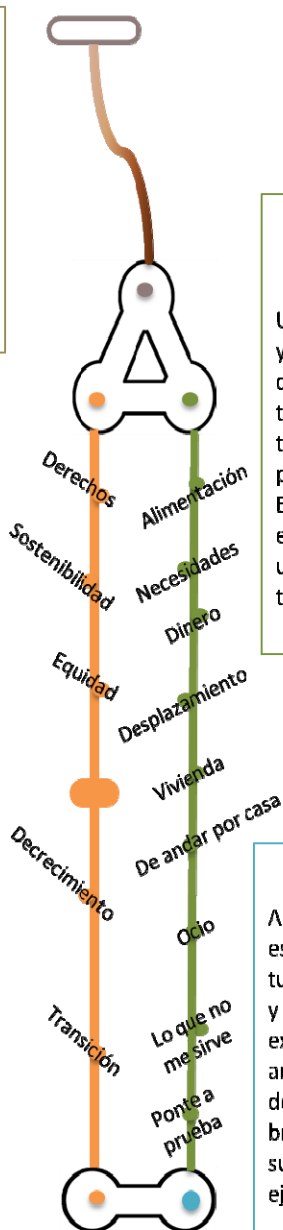 Derechos
Sostenibilidad
Equidad
Decrecimiento
Transición
Alimentación
Necesidades
Dinero
Desplazamiento
Vivienda
De andar por casa
Ocio
Lo que no
me sirve
Ponte a
prueba